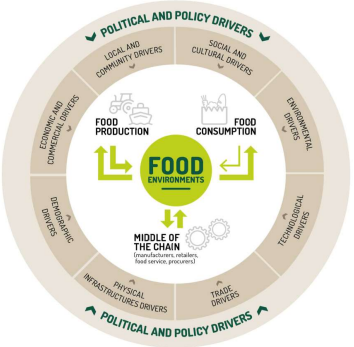 POLITICAL AND POLICY DRIVERS
LOCAL AND
COMMUNITY DRIVERS
SOCIAL AND
CULTURAL DRIVERS
ECONOMIC AND
COMMERCIAL DRIVERS
ENVIRONMENTAL
DRIVERS
FOOD
PRODUCTION
FOOD
CONSUMPTION
FOOD
ENVIRONMENTS
DEMOGRAPHIC
DRIVERS
TECHNOLOGICAL
DRIVERS
MIDDLE OF
THE CHAIN
(manufacturers, retailers,
food service, procurers)
PHYSICAL
INFRASTRUCTURES DRIVERS
TRADE
DRIVERS
POLITICAL AND POLICY DRIVERS